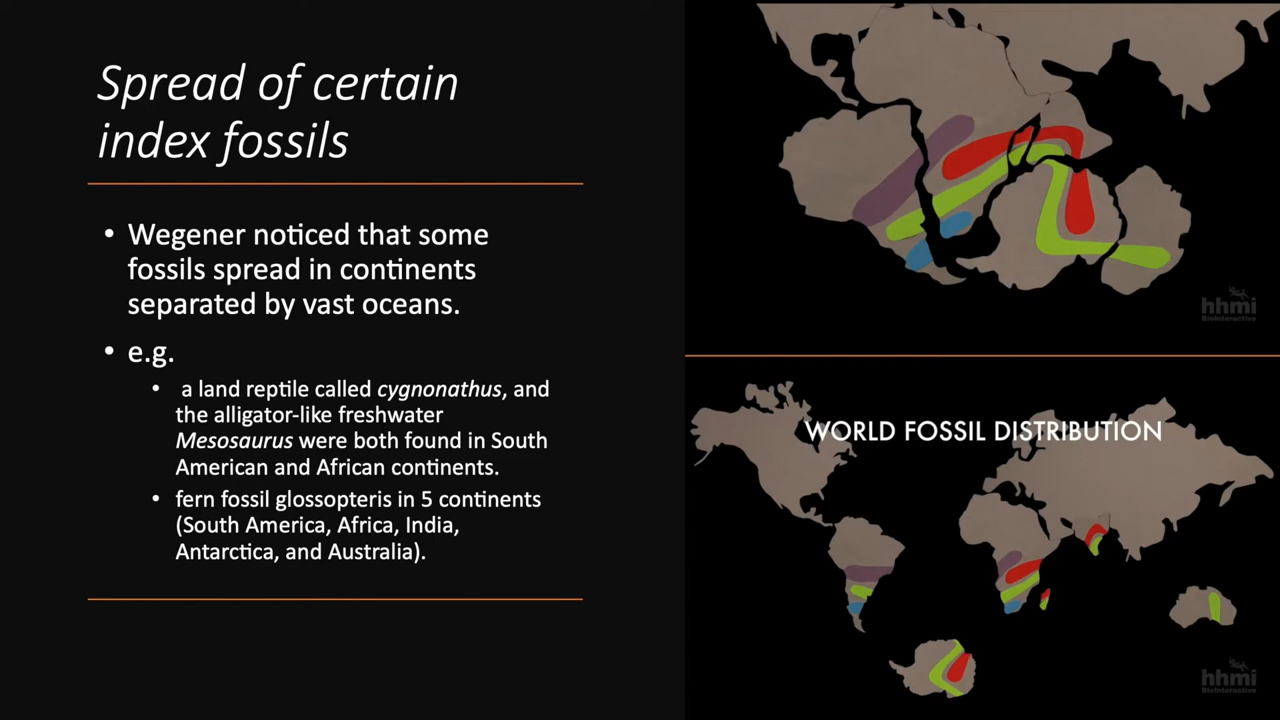 Spread of certain
index fossils
• Wegener noticed that some
fossils spread in continents
separated by vast oceans.
• e.g.
• a land reptile called cygnonathus, and
the alligator-like freshwater
Mesosaurus were both found in South
American and African continents.
• fern fossil glossopteris in 5 continents
(South America, Africa, India,
Antarctica, and Australia).
hhmi
BioInteractive
WORLD FOSSIL DISTRIBUTION
hhmi
BioInteractive